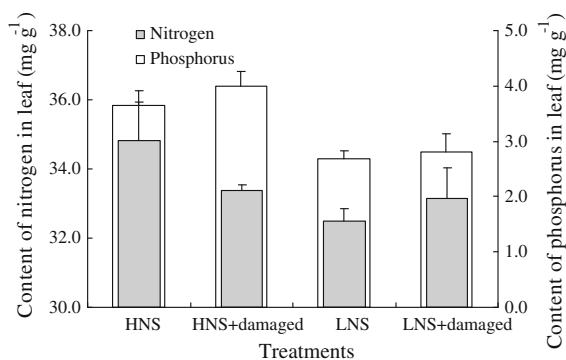 Content of nitrogen in leaf (mg g⁻¹)
38.0
36.0
34.0
32.0
30.0
Nitrogen
Phosphorus
5.0
4.0
3.0
2.0
1.0
0.0
Content of phosphorus in leaf (mg g⁻¹)
HNS HNS+damaged LNS LNS+damaged
Treatments